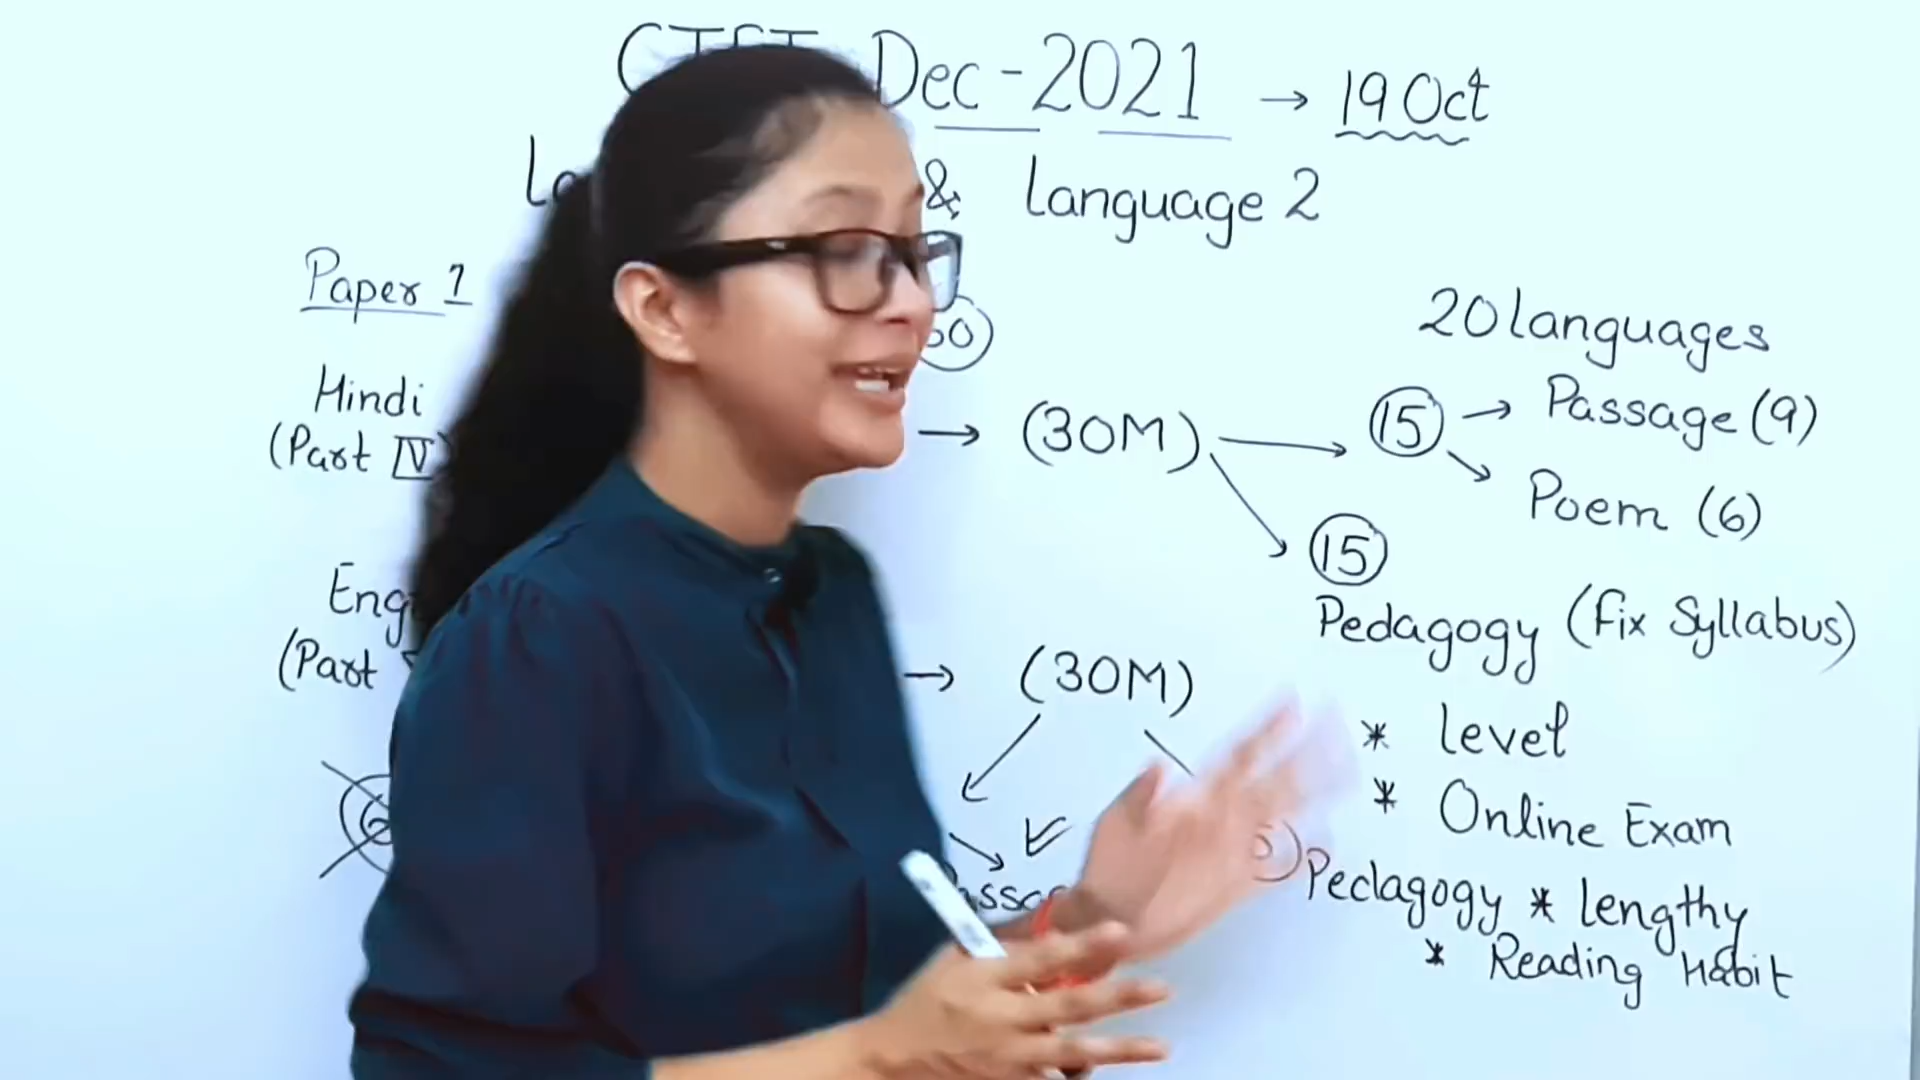 Dec-2021 → 19 Oct
& Language 2
Paper 1
20 languages
Hindi
(Part IV)
→ (30M) → 15 → Passage (9)
Poem (6)
15
Pedagogy (Fix Syllabus)
(Part
→ (30M)
* Level
* Online Exam
Pedagogy * lengthy
* Reading Habit